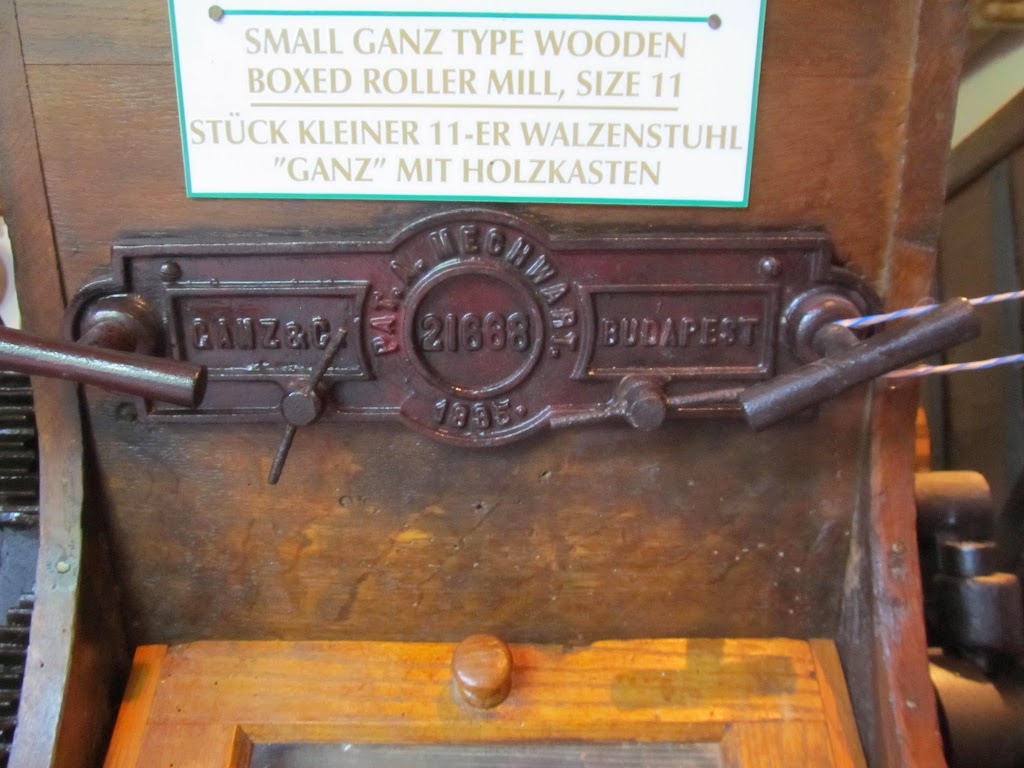 SMALL GANZ TYPE WOODEN
BOXED ROLLER MILL, SIZE 11
STÜCK KLEINER 11-ER WALZENSTUHL
"GANZ" MIT HOLZKASTEN
PAT. A. MECHWART.
GANZ & C
21668
BUDAPEST
1895.